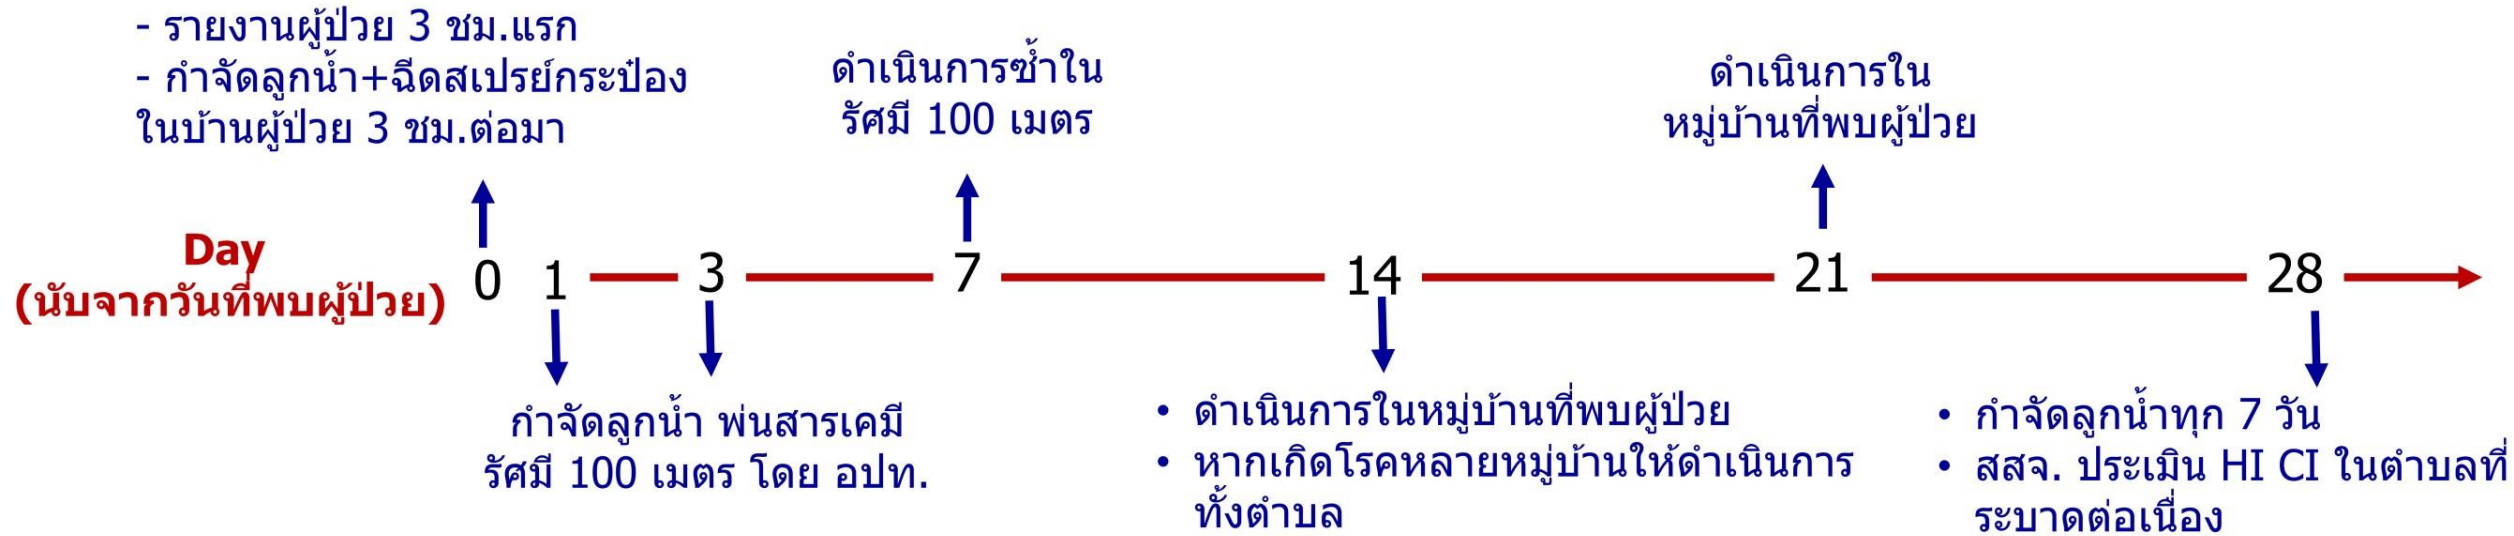 - รายงานผู้ป่วย 3 ชม.แรก
- กำจัดลูกน้ำ+ฉีดสเปรย์กระป๋อง
ในบ้านผู้ป่วย 3 ชม.ต่อมา
ดำเนินการซ้ำใน
รัศมี 100 เมตร
ดำเนินการใน
หมู่บ้านที่พบผู้ป่วย
Day
(นับจากวันที่พบผู้ป่วย)
0 1 3 7 14 21 28
กำจัดลูกน้ำ พ่นสารเคมี
รัศมี 100 เมตร โดย อปท.
• ดำเนินการในหมู่บ้านที่พบผู้ป่วย
• หากเกิดโรคหลายหมู่บ้านให้ดำเนินการ
ทั้งตำบล
• กำจัดลูกน้ำทุก 7 วัน
• สสจ. ประเมิน HI CI ในตำบลที่
ระบาดต่อเนื่อง